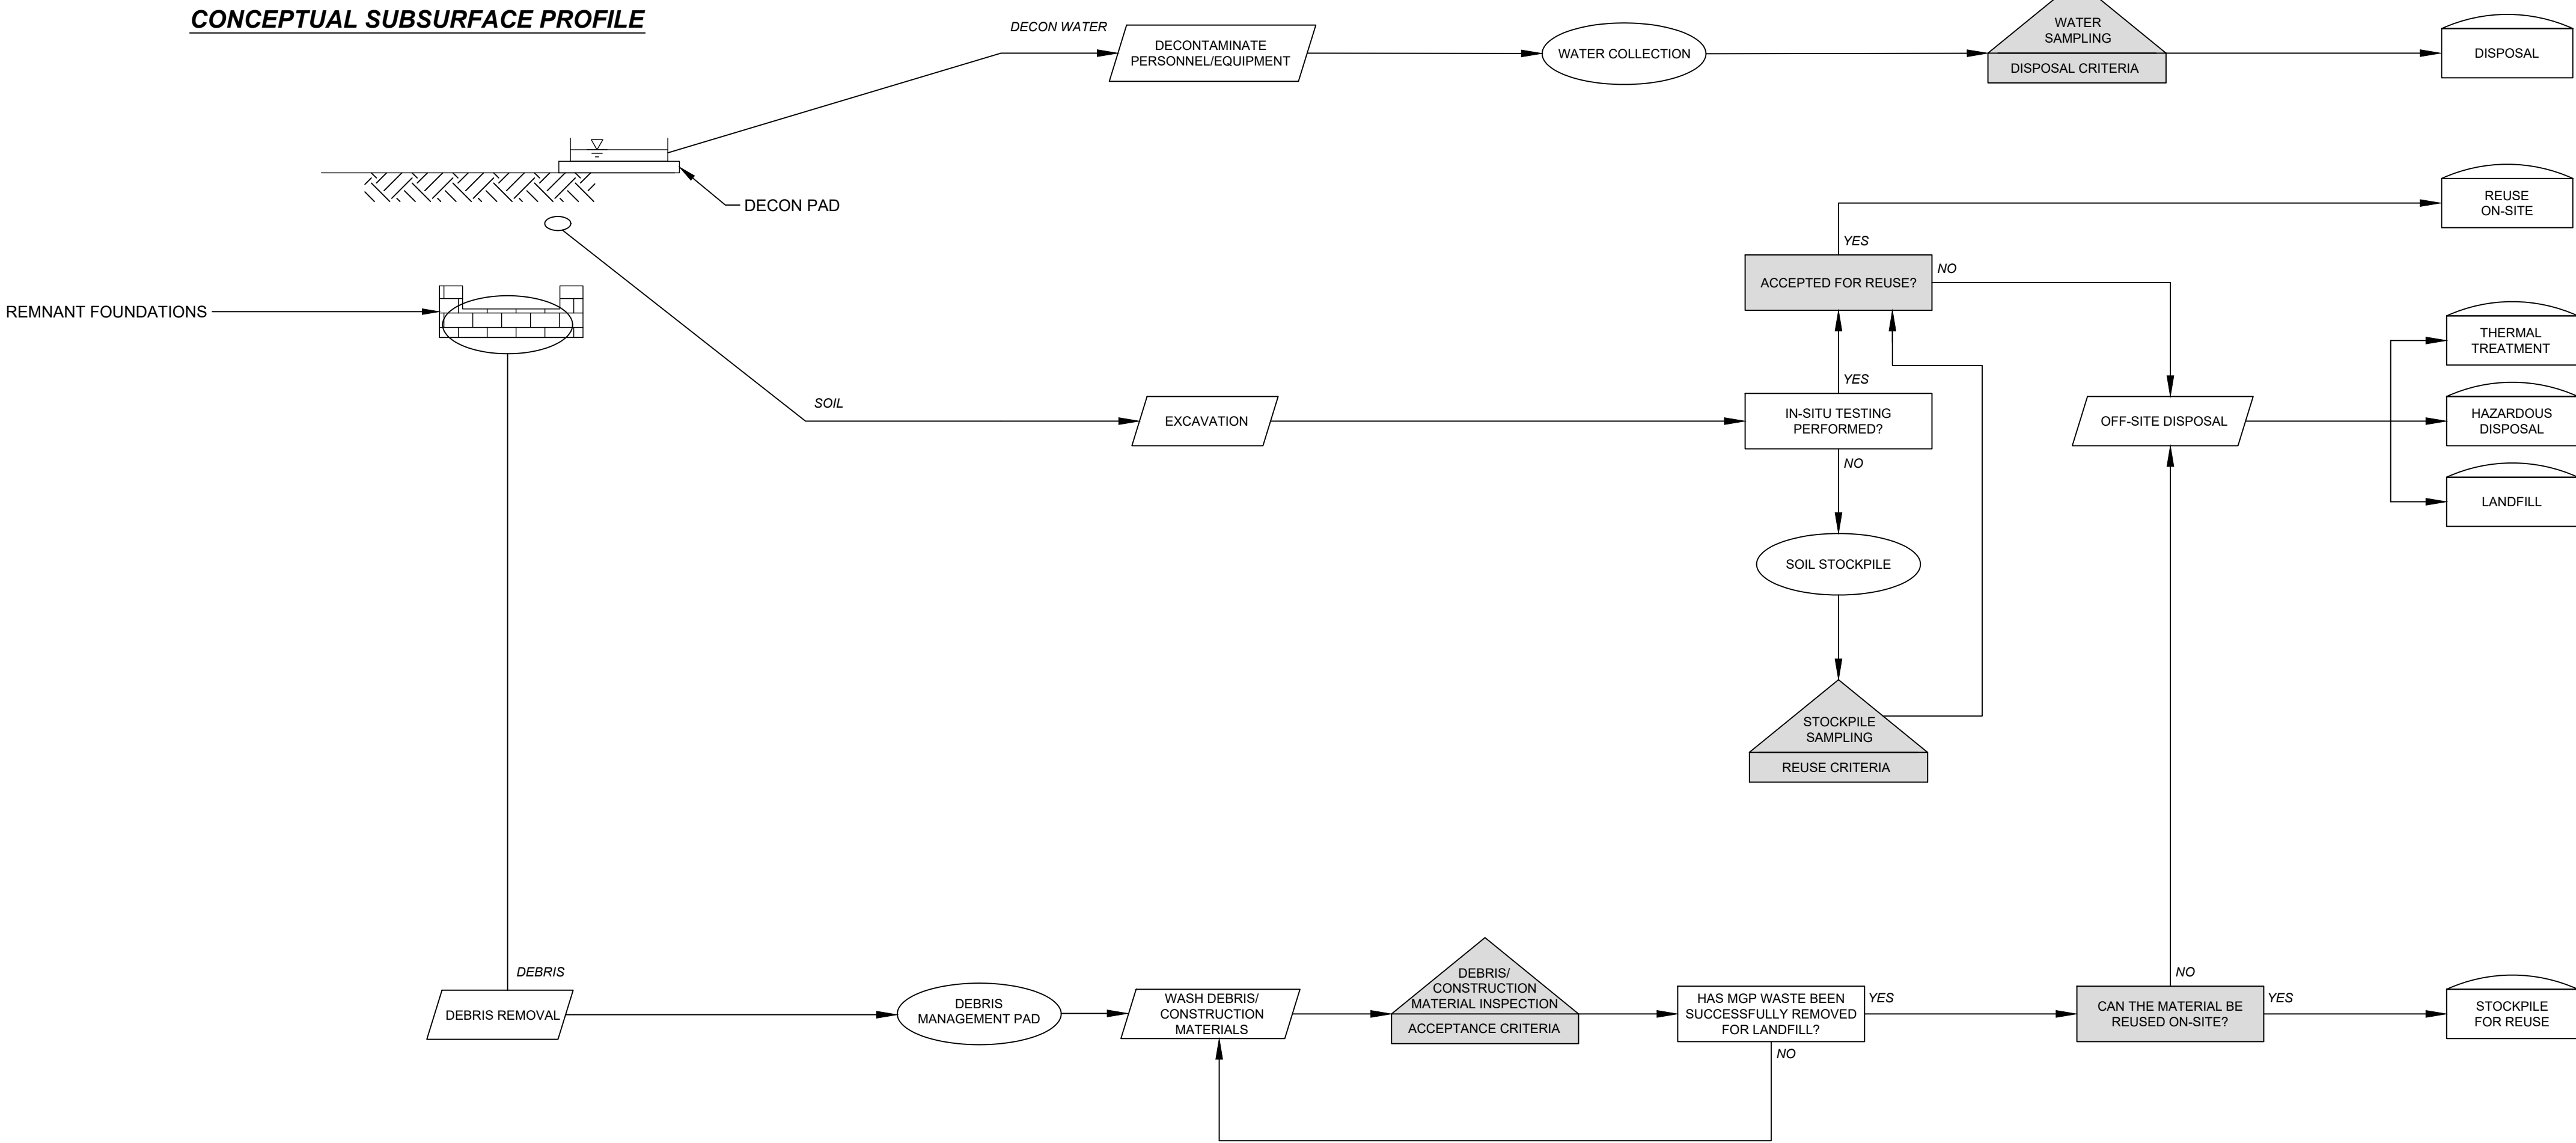 CONCEPTUAL SUBSURFACE PROFILE
DECON WATER
DECONTAMINATE
PERSONNEL/EQUIPMENT
WATER COLLECTION
WATER
SAMPLING
DISPOSAL CRITERIA
DISPOSAL
DECON PAD
REUSE
ON-SITE
YES
ACCEPTED FOR REUSE?
NO
REMNANT FOUNDATIONS
THERMAL
TREATMENT
YES
SOIL
EXCAVATION
IN-SITU TESTING
PERFORMED?
OFF-SITE DISPOSAL
HAZARDOUS
DISPOSAL
NO
LANDFILL
SOIL STOCKPILE
STOCKPILE
SAMPLING
REUSE CRITERIA
DEBRIS
DEBRIS REMOVAL
DEBRIS
MANAGEMENT PAD
WASH DEBRIS/
CONSTRUCTION
MATERIALS
DEBRIS/
CONSTRUCTION
MATERIAL INSPECTION
ACCEPTANCE CRITERIA
HAS MGP WASTE BEEN
SUCCESSFULLY REMOVED
FOR LANDFILL?
YES
NO
NO
CAN THE MATERIAL BE
REUSED ON-SITE?
YES
STOCKPILE
FOR REUSE